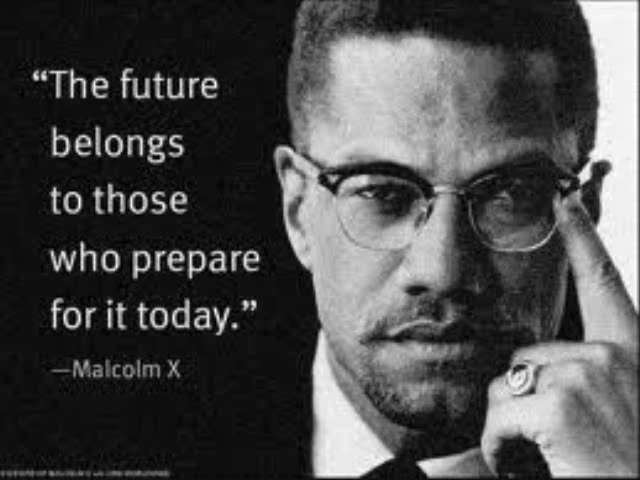 “The future
belongs
to those
who prepare
for it today.”
—Malcolm X